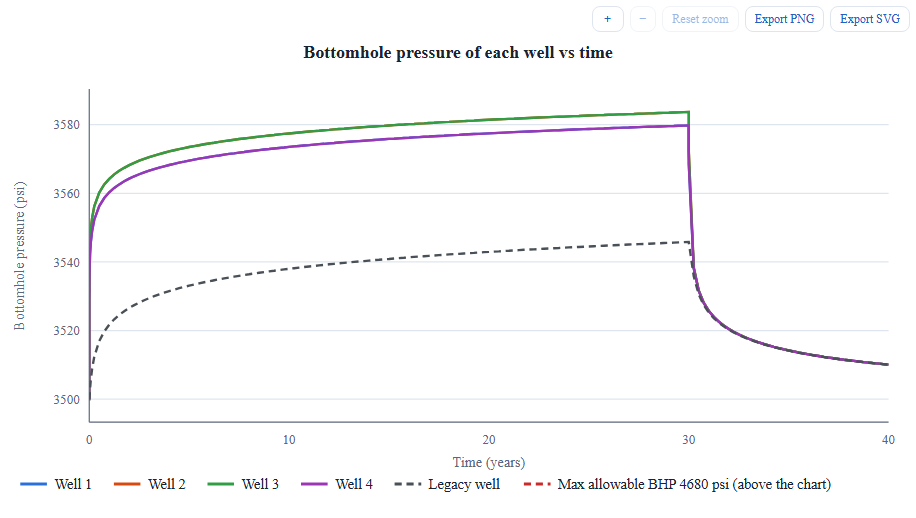 + − Reset zoom Export PNG Export SVG
Bottomhole pressure of each well vs time
Bottomhole pressure (psi)
3580
3560
3540
3520
3500
0 10 20 30 40
Time (years)
Well 1 Well 2 Well 3 Well 4 Legacy well Max allowable BHP 4680 psi (above the chart)